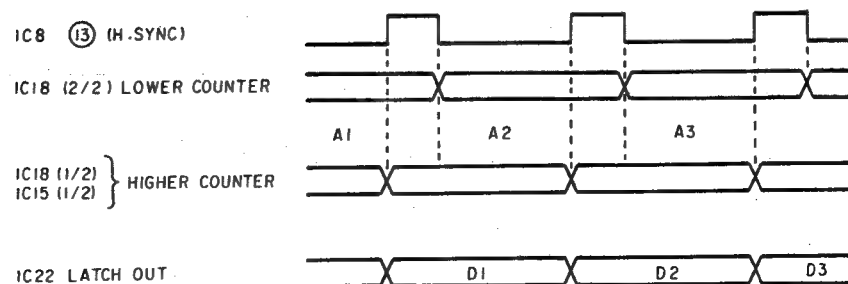 IC8 ⑬ (H.SYNC)
IC18 (2/2) LOWER COUNTER
A1 A2 A3
IC18 (1/2)
IC15 (1/2)
HIGHER COUNTER
IC22 LATCH OUT
D1 D2 D3